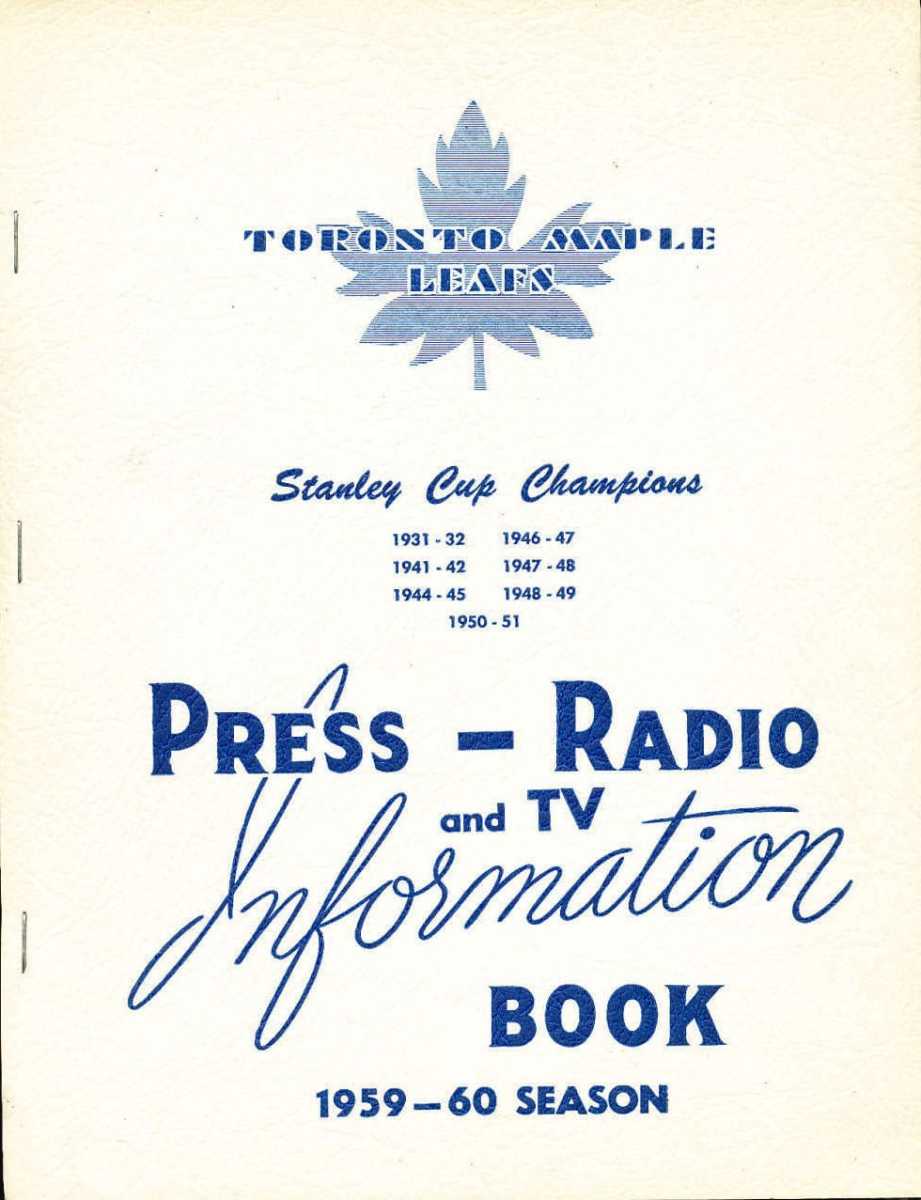 TORONTO MAPLE
LEAFS
Stanley Cup Champions
1931 - 32 1946 - 47
1941 - 42 1947 - 48
1944 - 45 1948 - 49
1950 - 51
PRESS - RADIO
and TV
Information
BOOK
1959-60 SEASON